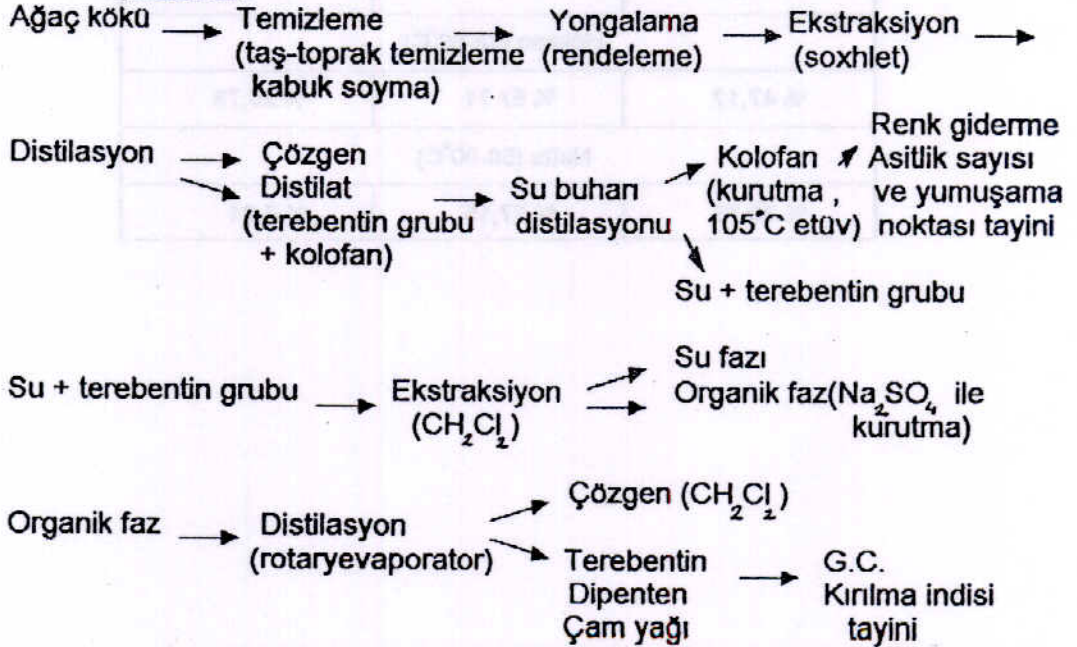 Ağaç kökü → Temizleme → Yongalama → Ekstraksiyon →
(taş-toprak temizleme (rendeleme) (soxhlet)
kabuk soyma)
Renk giderme
Distilasyon → Çözgen Kolofan Asitlik sayısı
Distilat → Su buharı (kurutma , ve yumuşama
(terebentin grubu distilasyonu 105°C etüv) noktası tayini
+ kolofan)
Su + terebentin grubu
Su fazı
Su + terebentin grubu → Ekstraksiyon → Organik faz(Na₂SO₄ ile
(CH₂Cl₂) kurutma)
Çözgen (CH₂Cl₂)
Organik faz → Distilasyon
(rotaryevaporator) Terebentin → G.C.
Dipenten Kırılma indisi
Çam yağı tayini